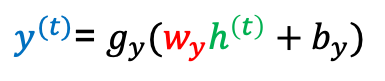 y^(t)= g_y(w_y h^(t) + b_y)